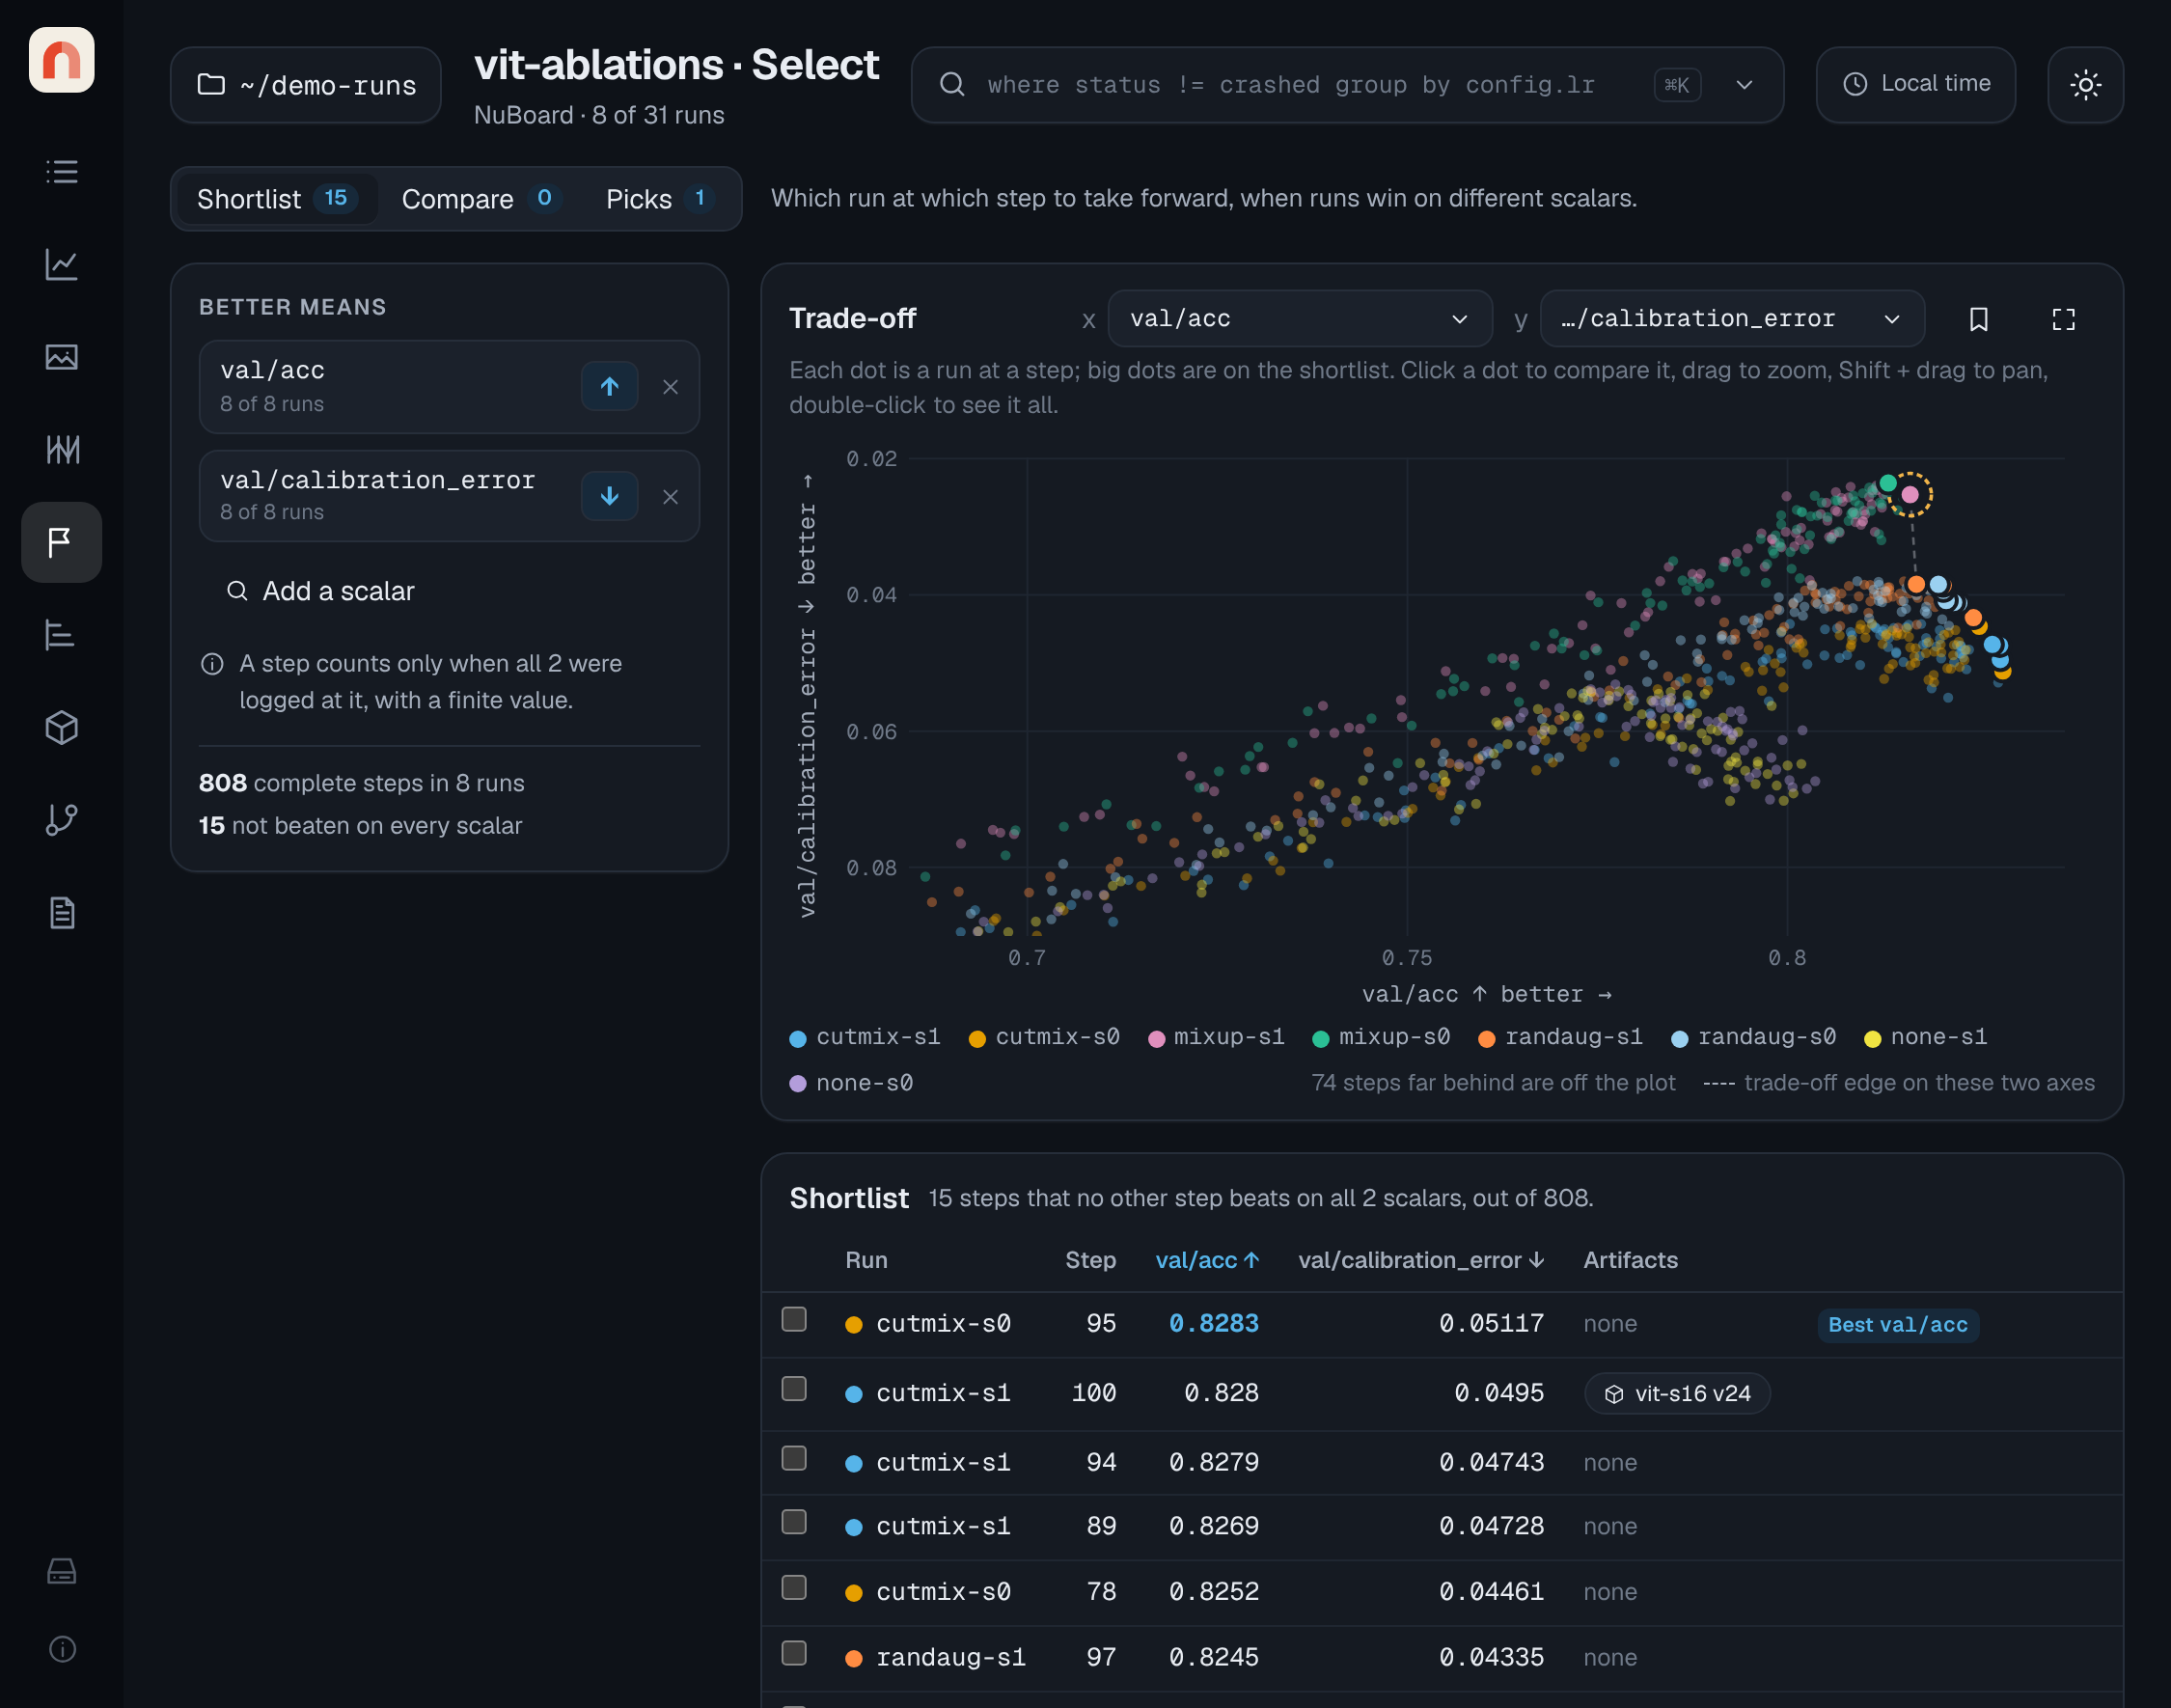 ~/demo-runs
vit-ablations · Select
NuBoard · 8 of 31 runs
where status != crashed group by config.lr
⌘K
Local time
Shortlist 15
Compare 0
Picks 1
Which run at which step to take forward, when runs win on different scalars.
BETTER MEANS
val/acc
8 of 8 runs
val/calibration_error
8 of 8 runs
Add a scalar
A step counts only when all 2 were
logged at it, with a finite value.
808 complete steps in 8 runs
15 not beaten on every scalar
Trade-off
x val/acc
y …/calibration_error
Each dot is a run at a step; big dots are on the shortlist. Click a dot to compare it, drag to zoom, Shift + drag to pan,
double-click to see it all.
val/calibration_error ↓ better →
0.02
0.04
0.06
0.08
0.7 0.75 0.8
val/acc ↑ better →
cutmix-s1 cutmix-s0 mixup-s1 mixup-s0 randaug-s1 randaug-s0 none-s1
none-s0
74 steps far behind are off the plot
trade-off edge on these two axes
Shortlist 15 steps that no other step beats on all 2 scalars, out of 808.
Run Step val/acc ↑ val/calibration_error ↓ Artifacts
cutmix-s0 95 0.8283 0.05117 none Best val/acc
cutmix-s1 100 0.828 0.0495 vit-s16 v24
cutmix-s1 94 0.8279 0.04743 none
cutmix-s1 89 0.8269 0.04728 none
cutmix-s0 78 0.8252 0.04461 none
randaug-s1 97 0.8245 0.04335 none